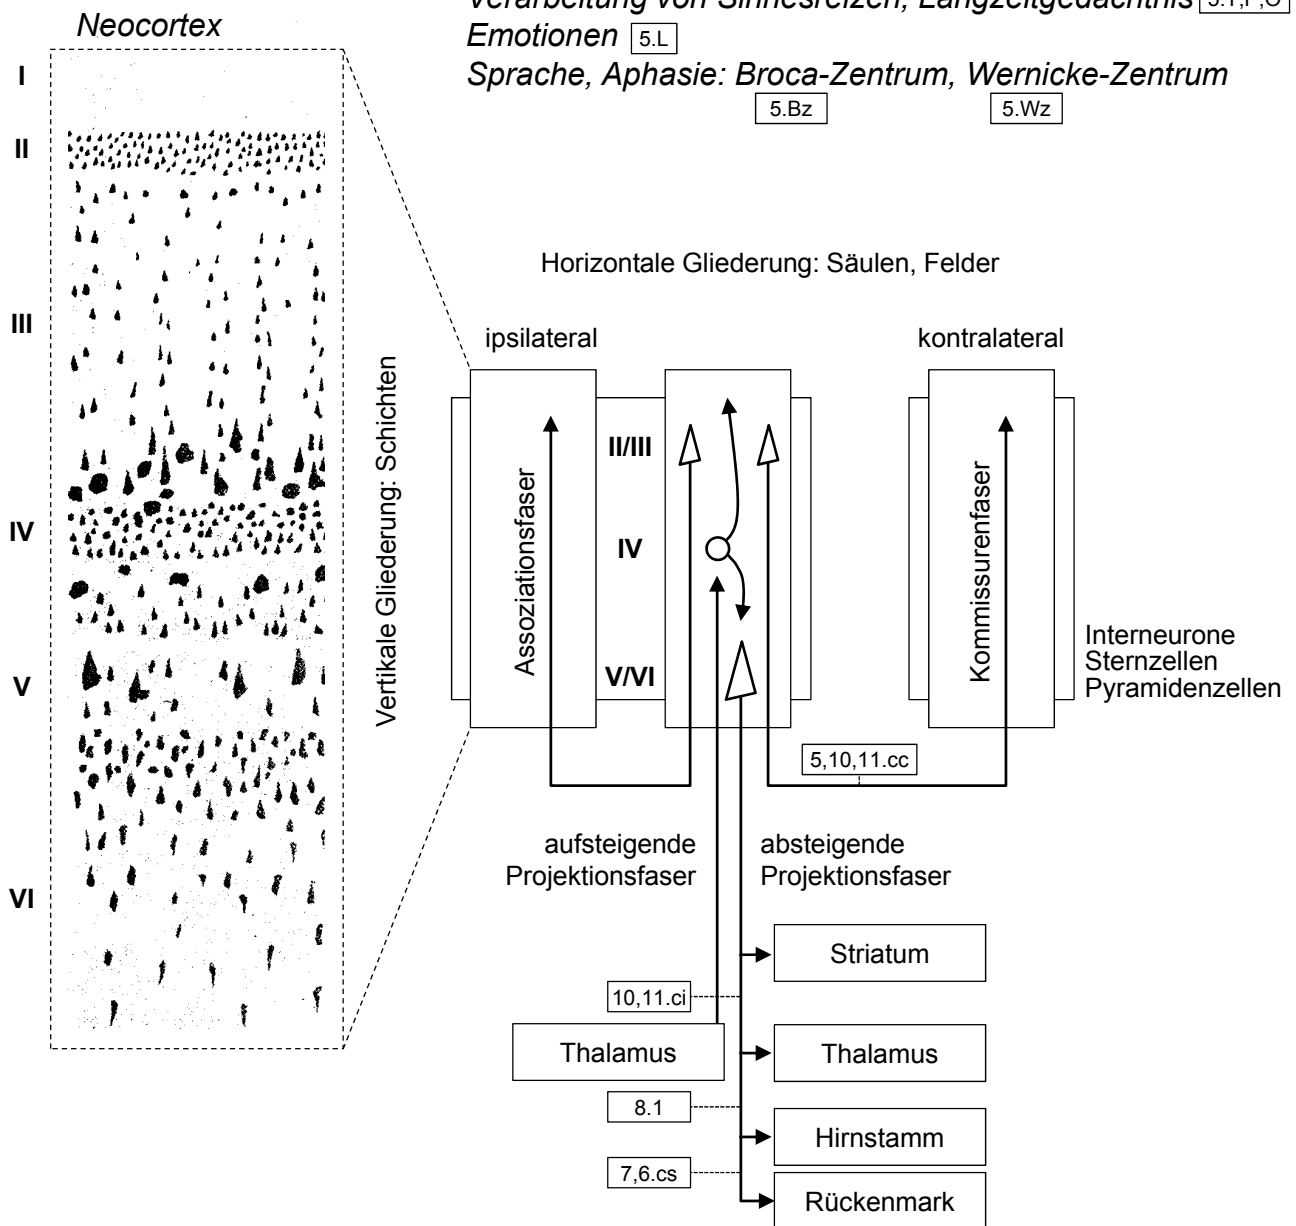 Verarbeitung von Sinnesreizen, Langzeitgedächtnis
Emotionen 5.L
Sprache, Aphasie: Broca-Zentrum, Wernicke-Zentrum
5.Bz 5.Wz
Neocortex
I
II
III
IV
V
VI
Vertikale Gliederung: Schichten
Horizontale Gliederung: Säulen, Felder
ipsilateral
kontralateral
II/III
IV
V/VI
Assoziationsfaser
Kommissurenfaser
Interneurone
Sternzellen
Pyramidenzellen
5,10,11.cc
aufsteigende
Projektionsfaser
absteigende
Projektionsfaser
Striatum
10,11.ci
Thalamus
Thalamus
8.1
Hirnstamm
7,6.cs
Rückenmark